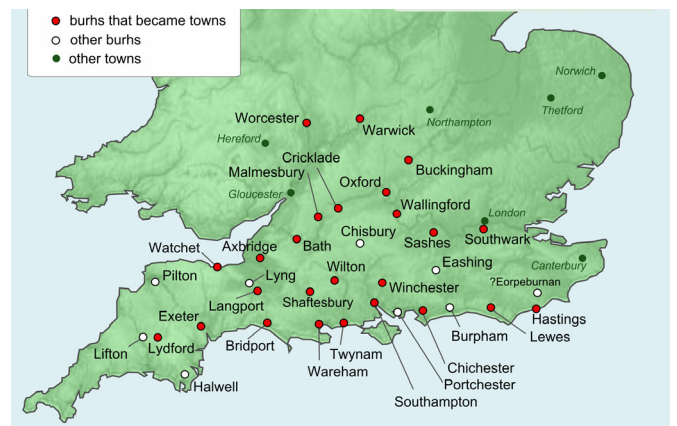 burhs that became towns
other burhs
other towns
Norwich
Thetford
Northampton
Worcester
Warwick
Hereford
Cricklade
Malmesbury
Buckingham
Oxford
Gloucester
Wallingford
London
Chisbury
Sashes
Southwark
Watchet
Axbridge
Bath
Canterbury
Pilton
Lyng
Wilton
Eashing
?Eorpeburnan
Langport
Shaftesbury
Winchester
Exeter
Hastings
Lifton
Lydford
Bridport
Twynam
Burpham
Lewes
Wareham
Chichester
Halwell
Portchester
Southampton